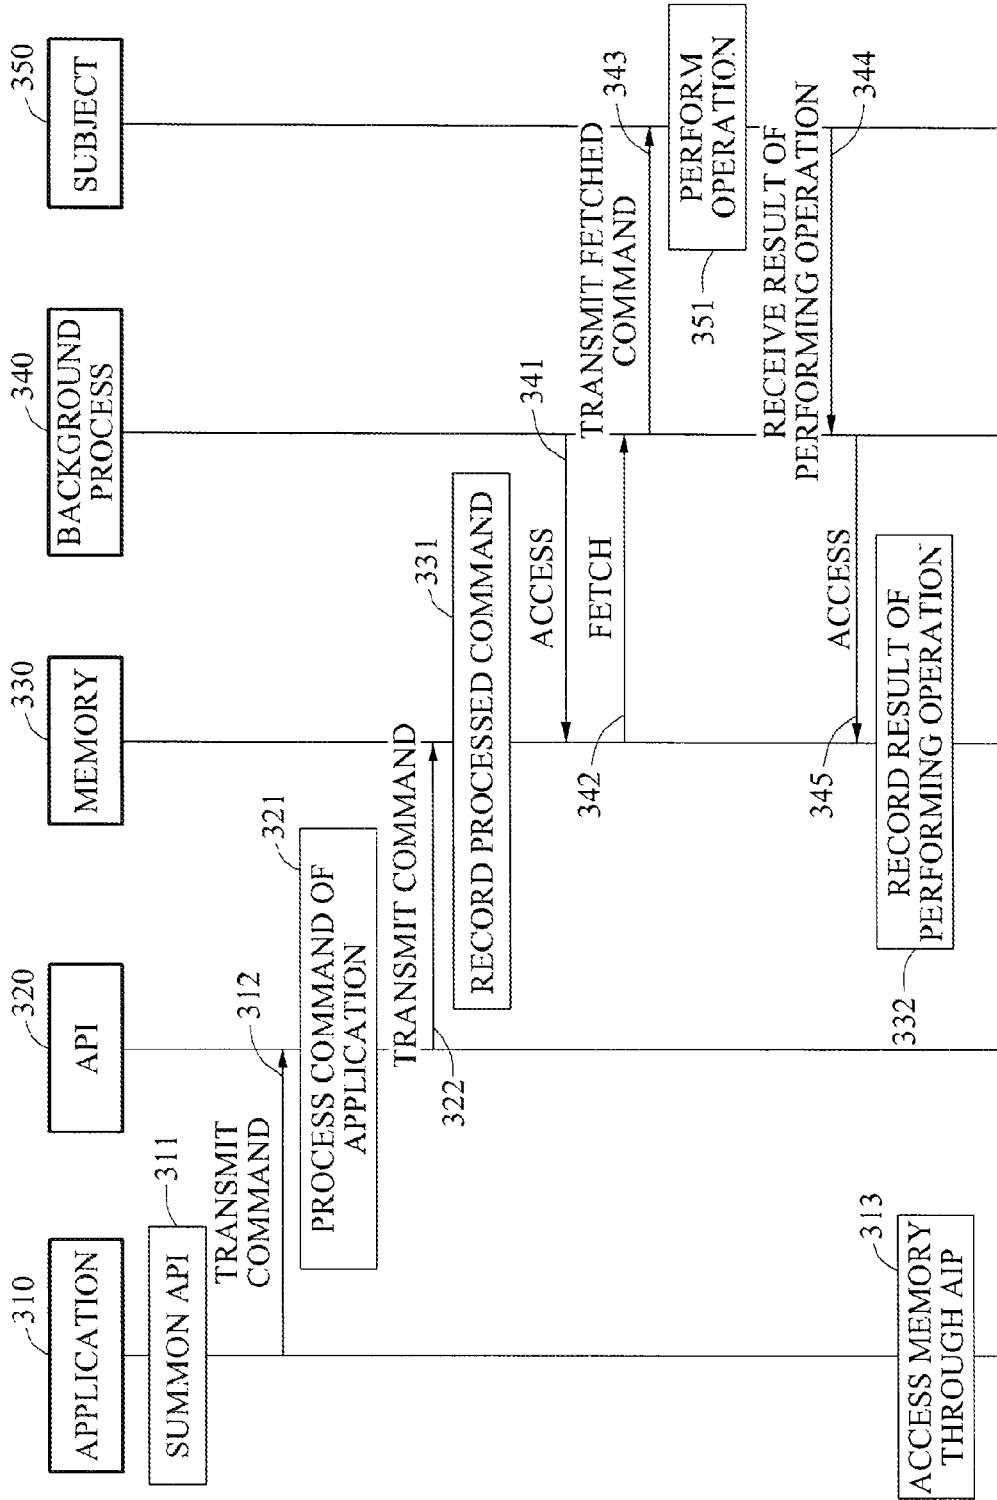 310
APPLICATION
320
API
330
MEMORY
340
BACKGROUND
PROCESS
350
SUBJECT
311
SUMMON API
TRANSMIT
COMMAND
312
321
PROCESS COMMAND OF
APPLICATION
TRANSMIT COMMAND
322
331
RECORD PROCESSED COMMAND
ACCESS
341
342
FETCH
TRANSMIT FETCHED
COMMAND
343
PERFORM
OPERATION
351
RECEIVE RESULT OF
PERFORMING OPERATION
344
ACCESS
345
RECORD RESULT OF
PERFORMING OPERATION
332
313
ACCESS MEMORY
THROUGH AIP